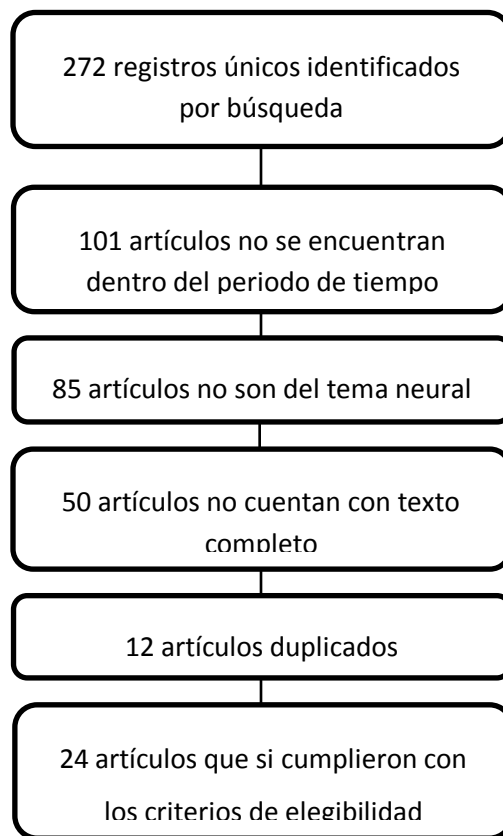 272 registros únicos identificados
por búsqueda
101 artículos no se encuentran
dentro del periodo de tiempo
85 artículos no son del tema neural
50 artículos no cuentan con texto
completo
12 artículos duplicados
24 artículos que si cumplieron con
los criterios de elegibilidad